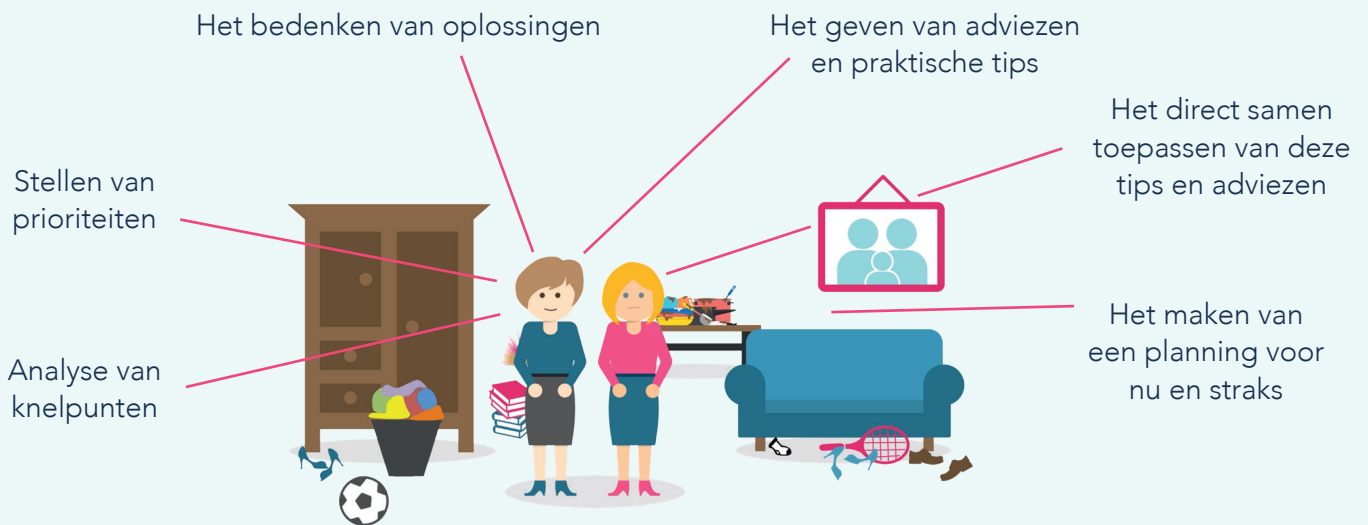 Het bedenken van oplossingen
Het geven van adviezen
en praktische tips
Het direct samen
toepassen van deze
tips en adviezen
Stellen van
prioriteiten
Het maken van
een planning voor
nu en straks
Analyse van
knelpunten